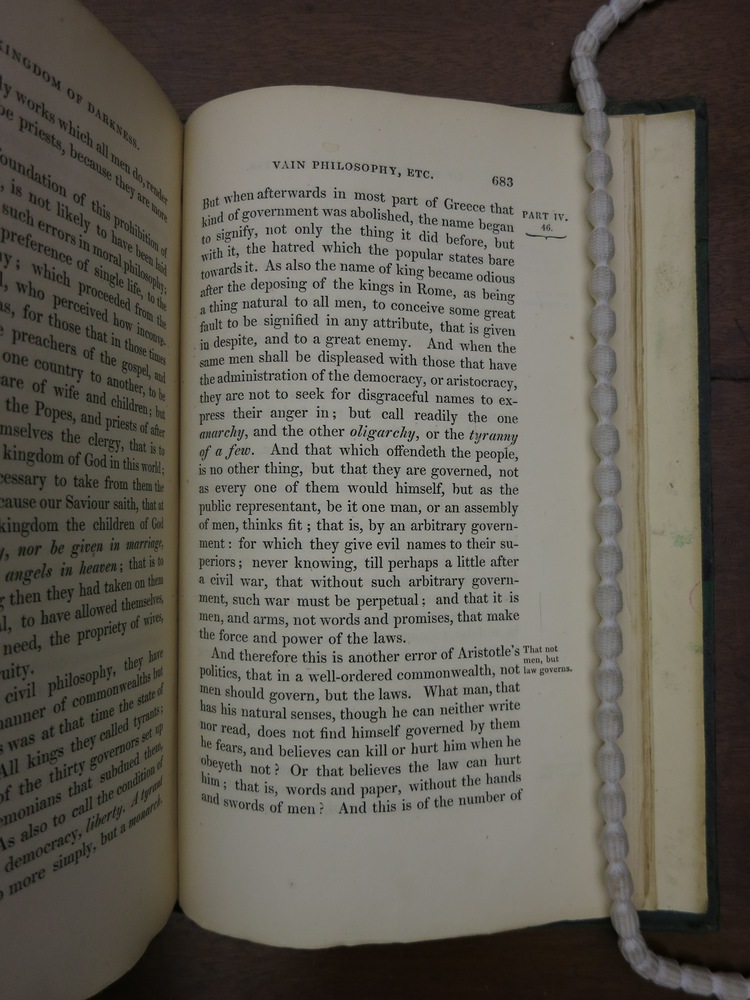 KINGDOM OF DARKNESS.
works which all men do, render
priests, because they are more
foundation of this prohibition of
is not likely to have been laid
such errors in moral philosophy;
preference of single life, to the
which proceeded from the
who perceived how inconve-
for those that in those times
preachers of the gospel, and
one country to another, to be
care of wife and children; but
the Popes, and priests of after
themselves the clergy, that is to
kingdom of God in this world;
necessary to take from them the
because our Saviour saith, that at
kingdom the children of God
nor be given in marriage,
angels in heaven; that is to
then they had taken on them
to have allowed themselves,
need, the propriety of wives,
civil philosophy, they have
manner of commonwealths but
was at that time the state of
All kings they called tyrants;
of the thirty governors set up
that subdued them,
As also to call the condition of
democracy, liberty. A tyrant
more simply, but a monarch.
VAIN PHILOSOPHY, ETC. 683
But when afterwards in most part of Greece that
kind of government was abolished, the name began
to signify, not only the thing it did before, but
with it, the hatred which the popular states bare
towards it. As also the name of king became odious
after the deposing of the kings in Rome, as being
a thing natural to all men, to conceive some great
fault to be signified in any attribute, that is given
in despite, and to a great enemy. And when the
same men shall be displeased with those that have
the administration of the democracy, or aristocracy,
they are not to seek for disgraceful names to ex-
press their anger in; but call readily the one
anarchy, and the other oligarchy, or the tyranny
of a few. And that which offendeth the people,
is no other thing, but that they are governed, not
as every one of them would himself, but as the
public representant, be it one man, or an assembly
of men, thinks fit; that is, by an arbitrary govern-
ment: for which they give evil names to their su-
periors; never knowing, till perhaps a little after
a civil war, that without such arbitrary govern-
ment, such war must be perpetual; and that it is
men, and arms, not words and promises, that make
the force and power of the laws.
And therefore this is another error of Aristotle's
politics, that in a well-ordered commonwealth, not
men should govern, but the laws. What man, that
has his natural senses, though he can neither write
nor read, does not find himself governed by them
he fears, and believes can kill or hurt him when he
obeyeth not? Or that believes the law can hurt
him; that is, words and paper, without the hands
and swords of men? And this is of the number of
PART IV.
46.
That not
men, but
law governs.